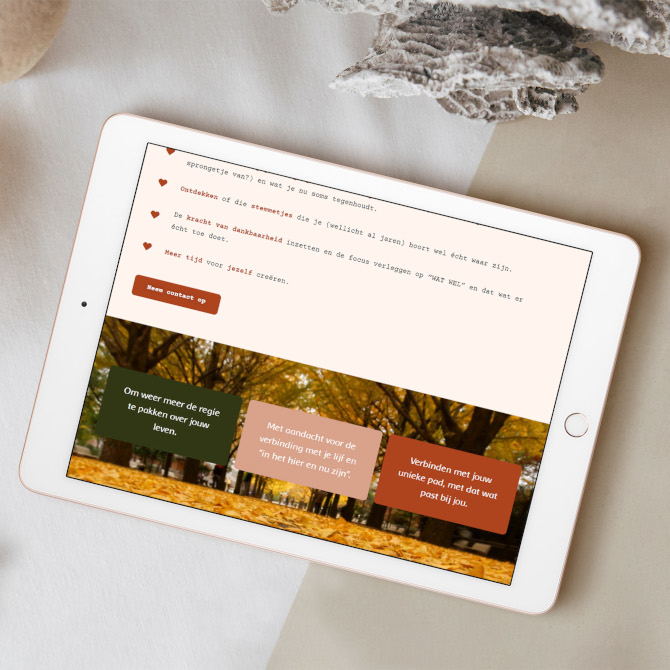 sprongetje van?) en wat je nu soms tegenhoudt.
Ontdekken of die stemmetjes die je (wellicht al jaren) hoort wel écht waar zijn.
De kracht van dankbaarheid inzetten en de focus verleggen op "WAT WEL" en dat wat er
écht toe doet.
Meer tijd voor jezelf creëren.
Neem contact op
Om weer meer de regie
te pakken over jouw
leven.
Met aandacht voor de
verbinding met je lijf en
"in het hier en nu zijn".
Verbinden met jouw
unieke pad, met dat wat
past bij jou.